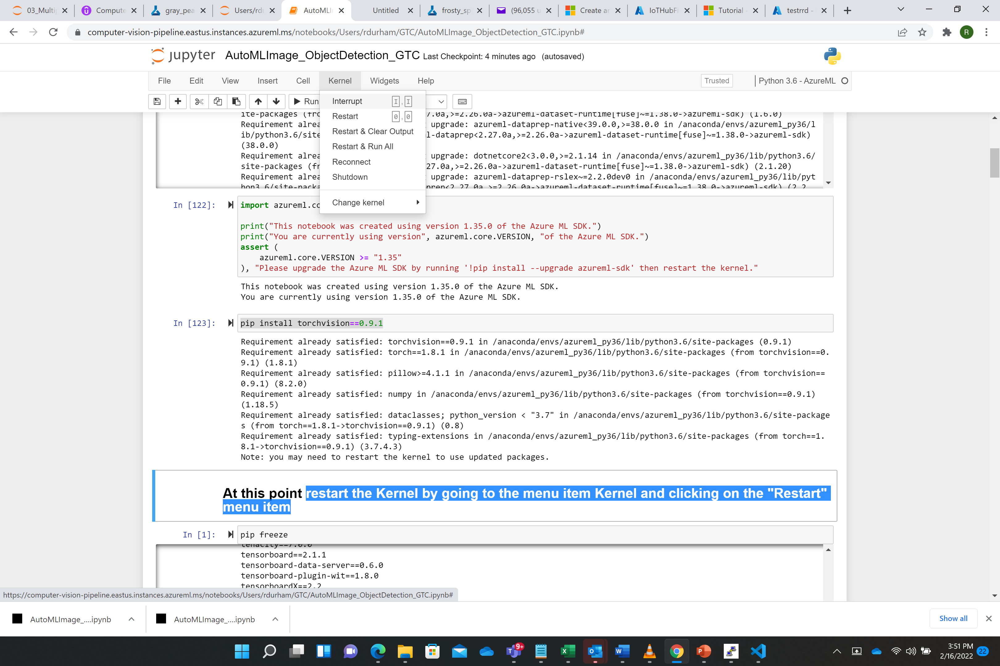 03_Multip
Compute
gray_pea
Users/rdu
AutoMLIm
Untitled
frosty_sp
(96,055 u
Create an
IoTHubFi
Tutorial -
testrrd -
computer-vision-pipeline.eastus.instances.azureml.ms/notebooks/Users/rdurham/GTC/AutoMLImage_ObjectDetection_GTC.ipynb#
R
jupyter AutoMLImage_ObjectDetection_GTC Last Checkpoint: 4 minutes ago (autosaved)
File Edit View Insert Cell Kernel Widgets Help Trusted Python 3.6 - AzureML
Run
Interrupt I,I
Restart 0,0
Restart & Clear Output
Restart & Run All
Reconnect
Shutdown
Change kernel
ite-packages (fro 7.0a,>=2.26.0a->azureml-dataset-runtime[fuse]~=1.38.0->azureml-sdk) (1.6.0)
Requirement alrea upgrade: azureml-dataprep-native<39.0.0,>=38.0.0 in /anaconda/envs/azureml_py36/l
ib/python3.6/site l-dataprep<2.27.0a,>=2.26.0a->azureml-dataset-runtime[fuse]~=1.38.0->azureml-sdk)
(38.0.0)
Requirement alrea upgrade: dotnetcore2<3.0.0,>=2.1.14 in /anaconda/envs/azureml_py36/lib/python3.6/
site-packages (fr 27.0a,>=2.26.0a->azureml-dataset-runtime[fuse]~=1.38.0->azureml-sdk) (2.1.20)
Requirement alrea upgrade: azureml-dataprep-rslex~=2.2.0dev0 in /anaconda/envs/azureml_py36/lib/pyt
hon3.6/site-packa prep<2.27.0a,>=2.26.0a->azureml-dataset-runtime[fuse]~=1.38.0->azureml-sdk) (2.2
In [122]: import azureml.co
print("This notebook was created using version 1.35.0 of the Azure ML SDK.")
print("You are currently using version", azureml.core.VERSION, "of the Azure ML SDK.")
assert (
azureml.core.VERSION >= "1.35"
), "Please upgrade the Azure ML SDK by running '!pip install --upgrade azureml-sdk' then restart the kernel."
This notebook was created using version 1.35.0 of the Azure ML SDK.
You are currently using version 1.35.0 of the Azure ML SDK.
In [123]: pip install torchvision==0.9.1
Requirement already satisfied: torchvision==0.9.1 in /anaconda/envs/azureml_py36/lib/python3.6/site-packages (0.9.1)
Requirement already satisfied: torch==1.8.1 in /anaconda/envs/azureml_py36/lib/python3.6/site-packages (from torchvision==0.
9.1) (1.8.1)
Requirement already satisfied: pillow>=4.1.1 in /anaconda/envs/azureml_py36/lib/python3.6/site-packages (from torchvision==
0.9.1) (8.2.0)
Requirement already satisfied: numpy in /anaconda/envs/azureml_py36/lib/python3.6/site-packages (from torchvision==0.9.1)
(1.18.5)
Requirement already satisfied: dataclasses; python_version < "3.7" in /anaconda/envs/azureml_py36/lib/python3.6/site-package
s (from torch==1.8.1->torchvision==0.9.1) (0.8)
Requirement already satisfied: typing-extensions in /anaconda/envs/azureml_py36/lib/python3.6/site-packages (from torch==1.
8.1->torchvision==0.9.1) (3.7.4.3)
Note: you may need to restart the kernel to use updated packages.
At this point restart the Kernel by going to the menu item Kernel and clicking on the "Restart"
menu item
In [1]: pip freeze
tenacity==7.0.0
tensorboard==2.1.1
tensorboard-data-server==0.6.0
tensorboard-plugin-wit==1.8.0
tensorboardX==2.2
https://computer-vision-pipeline.eastus.instances.azureml.ms/notebooks/Users/rdurham/GTC/AutoMLImage_ObjectDetection_GTC.ipynb#
AutoMLImage_....ipynb
AutoMLImage_....ipynb
Show all
9+
3:51 PM
2/16/2022
22